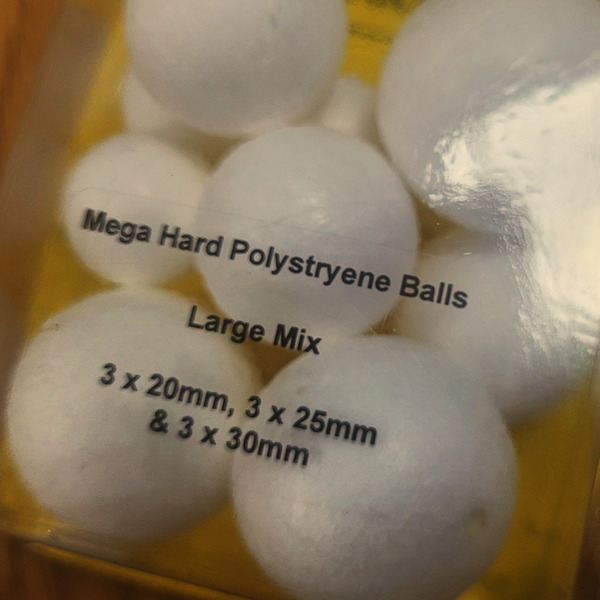 Mega Hard Polystryene Balls
Large Mix
3 x 20mm, 3 x 25mm
& 3 x 30mm